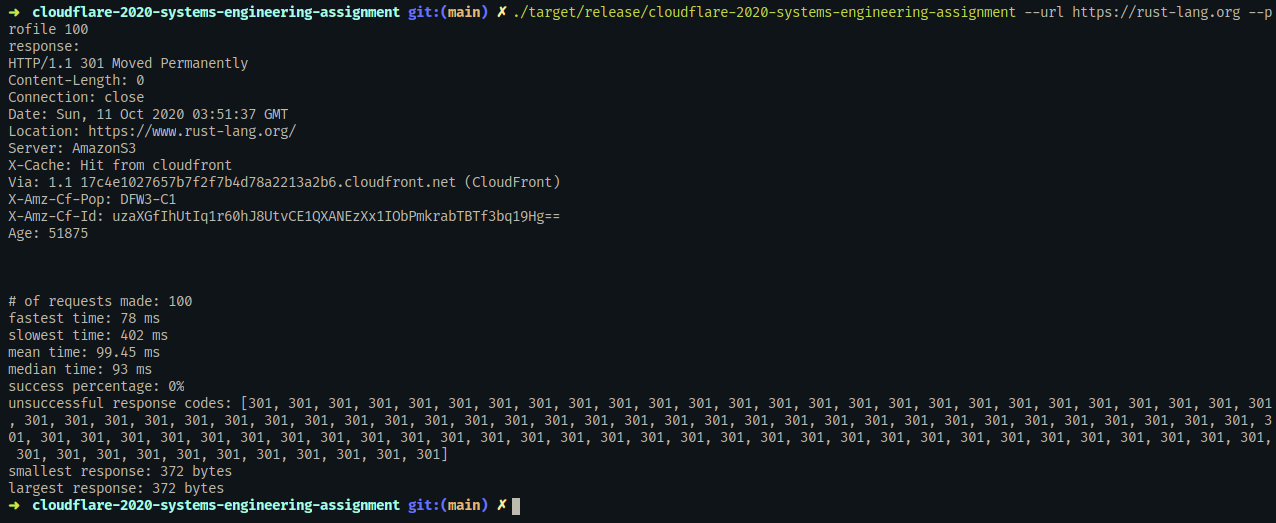 ➜  cloudflare-2020-systems-engineering-assignment git:(main) ✗ ./target/release/cloudflare-2020-systems-engineering-assignment --url https://rust-lang.org --p
rofile 100
response:
HTTP/1.1 301 Moved Permanently
Content-Length: 0
Connection: close
Date: Sun, 11 Oct 2020 03:51:37 GMT
Location: https://www.rust-lang.org/
Server: AmazonS3
X-Cache: Hit from cloudfront
Via: 1.1 17c4e1027657b7f2f7b4d78a2213a2b6.cloudfront.net (CloudFront)
X-Amz-Cf-Pop: DFW3-C1
X-Amz-Cf-Id: uzaXGfIhUtIq1r60hJ8UtvCE1QXANEzXx1IObPmkrabTBTf3bq19Hg==
Age: 51875
# of requests made: 100
fastest time: 78 ms
slowest time: 402 ms
mean time: 99.45 ms
median time: 93 ms
success percentage: 0%
unsuccessful response codes: [301, 301, 301, 301, 301, 301, 301, 301, 301, 301, 301, 301, 301, 301, 301, 301, 301, 301, 301, 301, 301, 301, 301, 301, 301, 301
, 301, 301, 301, 301, 301, 301, 301, 301, 301, 301, 301, 301, 301, 301, 301, 301, 301, 301, 301, 301, 301, 301, 301, 301, 301, 301, 301, 301, 301, 301, 301, 3
01, 301, 301, 301, 301, 301, 301, 301, 301, 301, 301, 301, 301, 301, 301, 301, 301, 301, 301, 301, 301, 301, 301, 301, 301, 301, 301, 301, 301, 301, 301, 301,
 301, 301, 301, 301, 301, 301, 301, 301, 301, 301, 301]
smallest response: 372 bytes
largest response: 372 bytes
➜  cloudflare-2020-systems-engineering-assignment git:(main) ✗